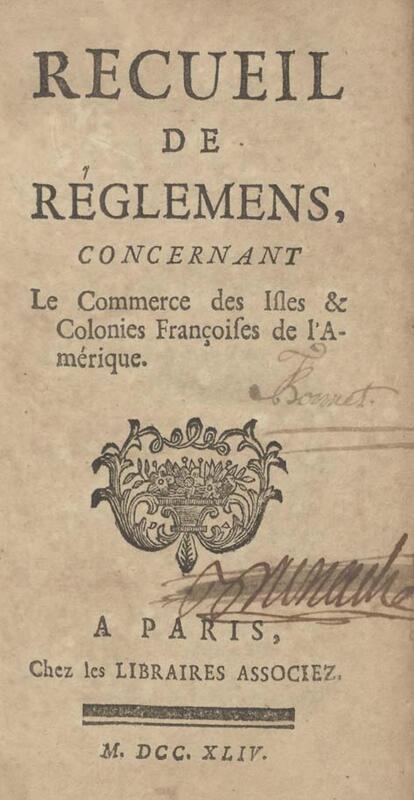 RECUEIL
DE
RÉGLEMENS,
CONCERNANT
Le Commerce des Iſles &
Colonies Françoiſes de l'A-
mérique.
A PARIS,
Chez les LIBRAIRES ASSOCIEZ.
M. DCC. XLIV.